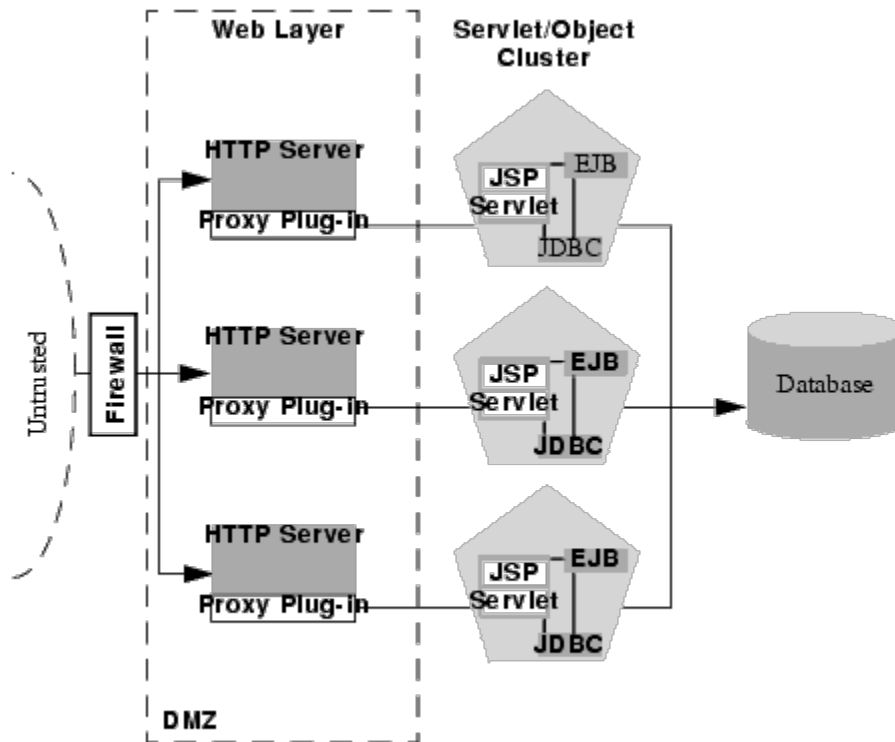 Web Layer
Servlet/Object
Cluster
HTTP Server
Proxy Plug-in
JSP
Servlet
EJB
JDBC
Untrusted
Firewall
HTTP Server
Proxy Plug-in
JSP
Servlet
EJB
JDBC
Database
HTTP Server
Proxy Plug-in
JSP
Servlet
EJB
JDBC
DMZ